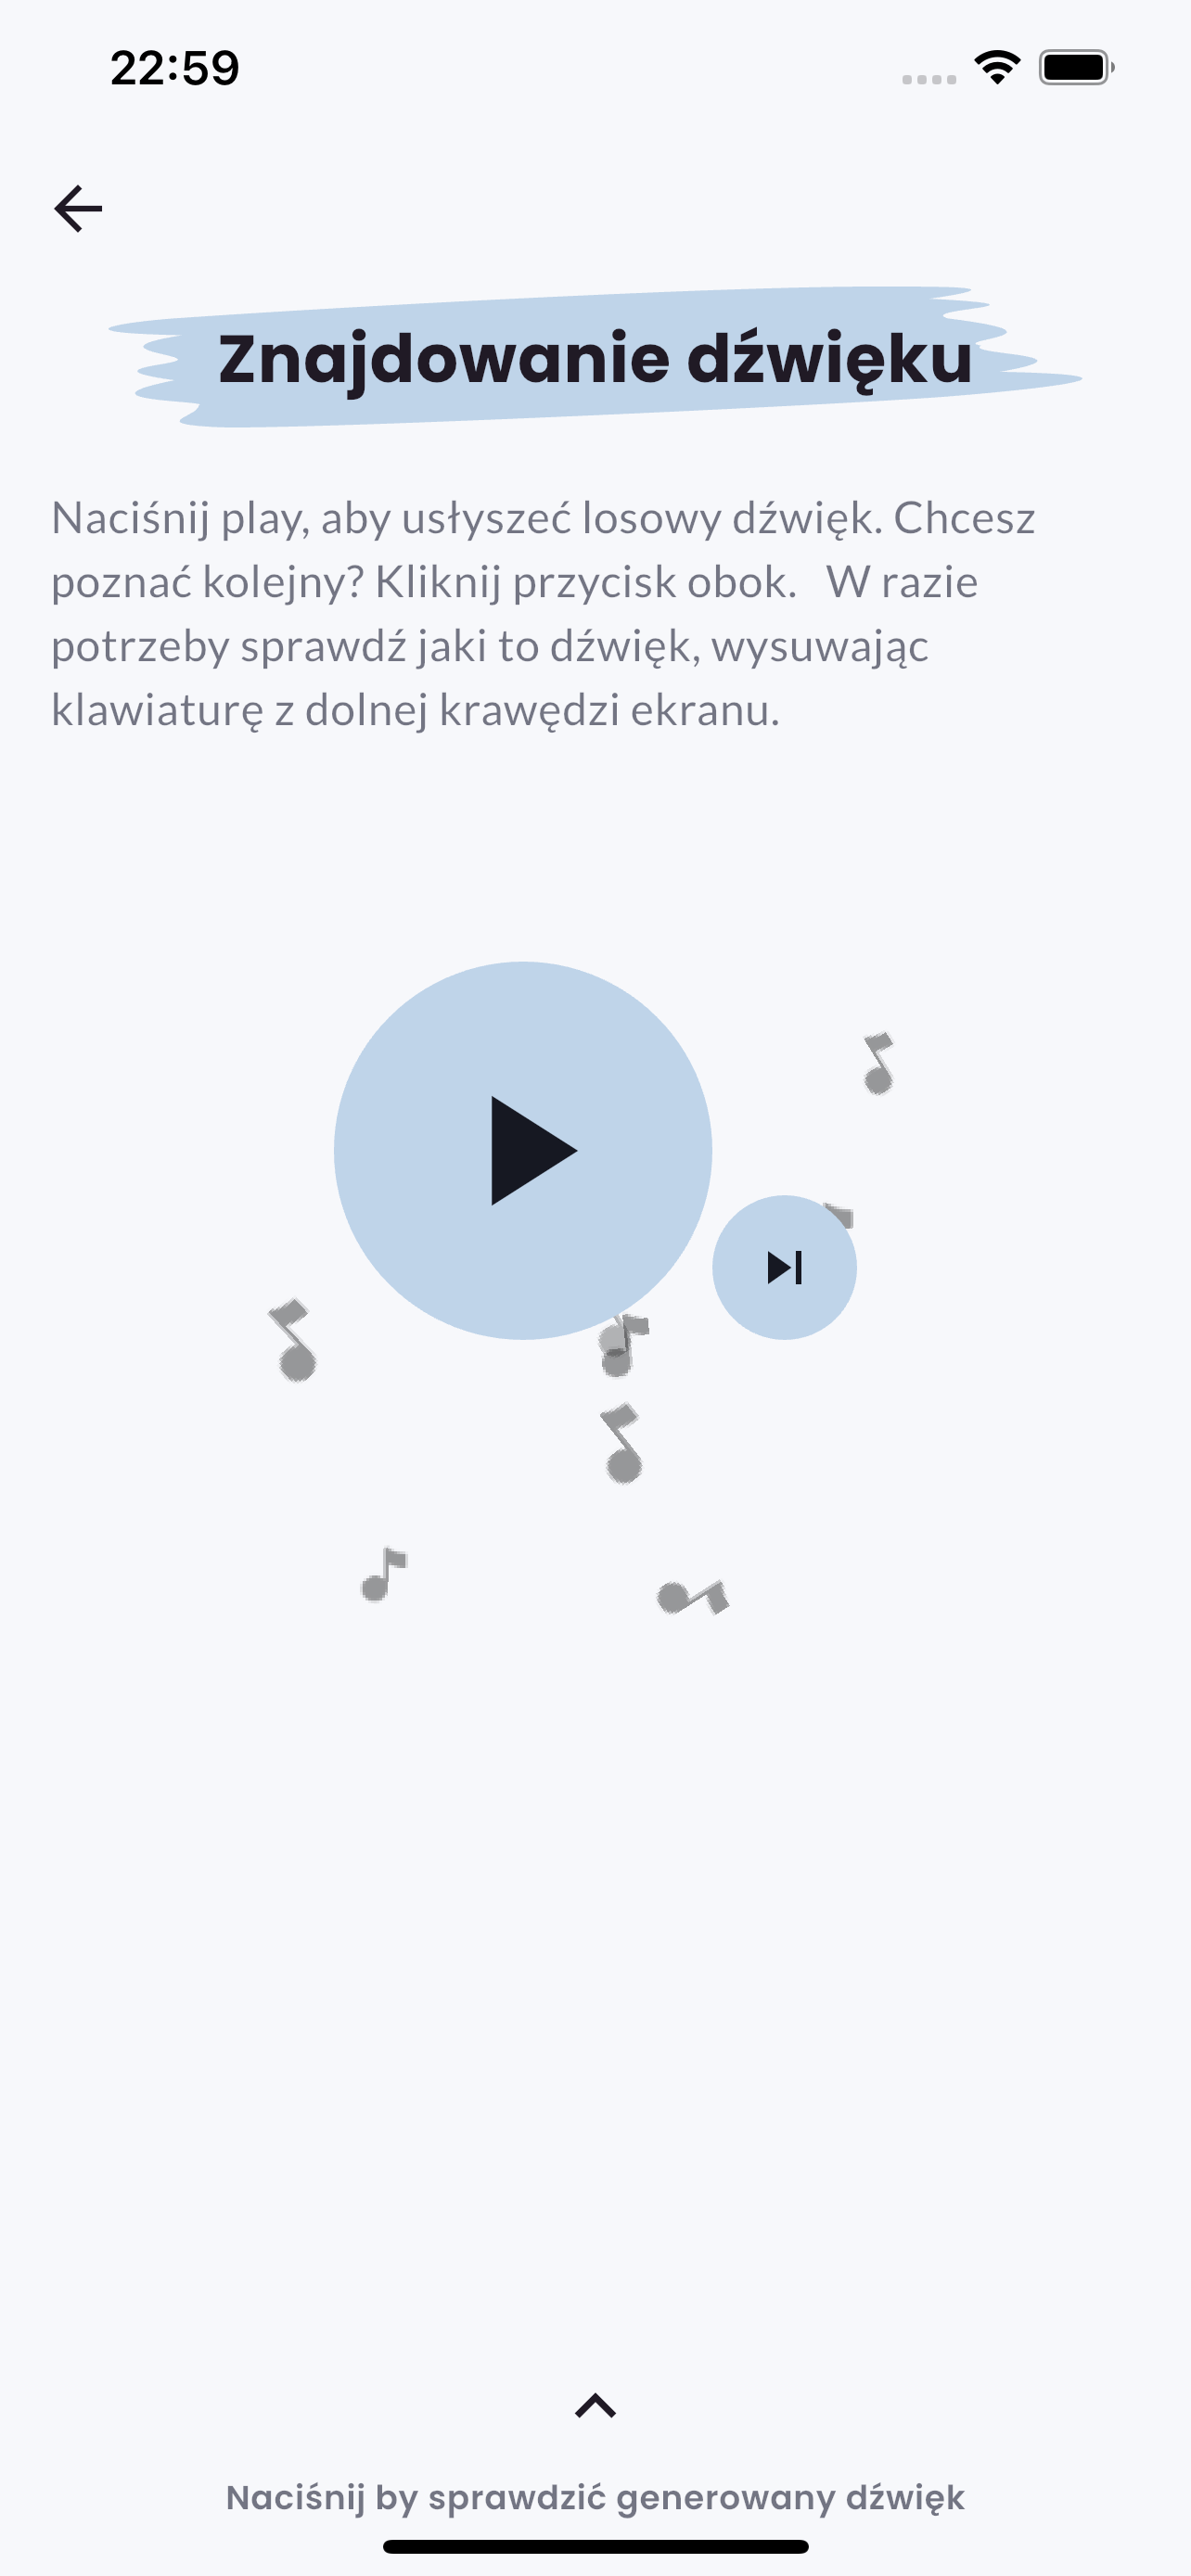 22:59
Znajdowanie dźwięku
Naciśnij play, aby usłyszeć losowy dźwięk. Chcesz
poznać kolejny? Kliknij przycisk obok.   W razie
potrzeby sprawdź jaki to dźwięk, wysuwając
klawiaturę z dolnej krawędzi ekranu.
Naciśnij by sprawdzić generowany dźwięk